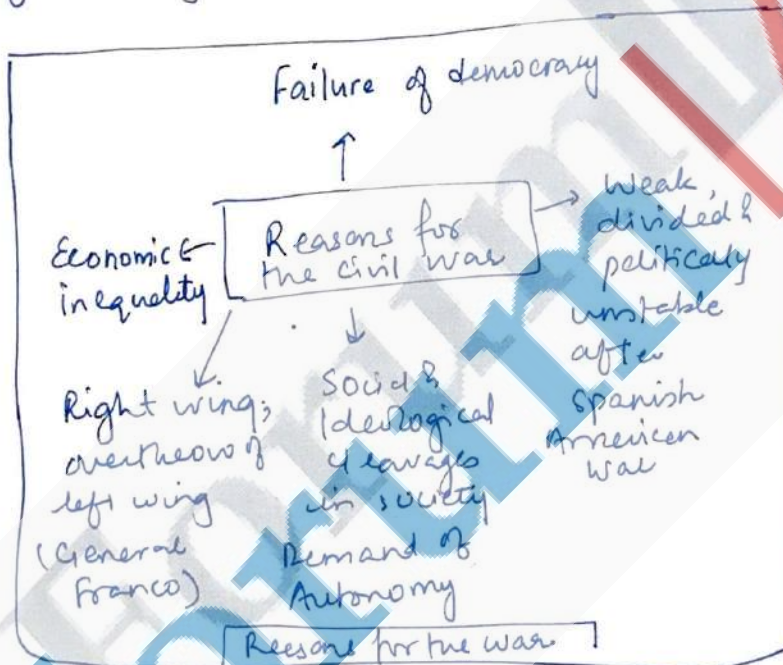 Failure of democracy
Reasons for
the civil war
Economic
inequality
Weak,
divided &
politically
unstable
after
Spanish
American
War
Right wing;
overthrow of
left wing
(General
Franco)
Social &
Ideological
cleavages
in society
Demand of
Autonomy
Reasons for the war